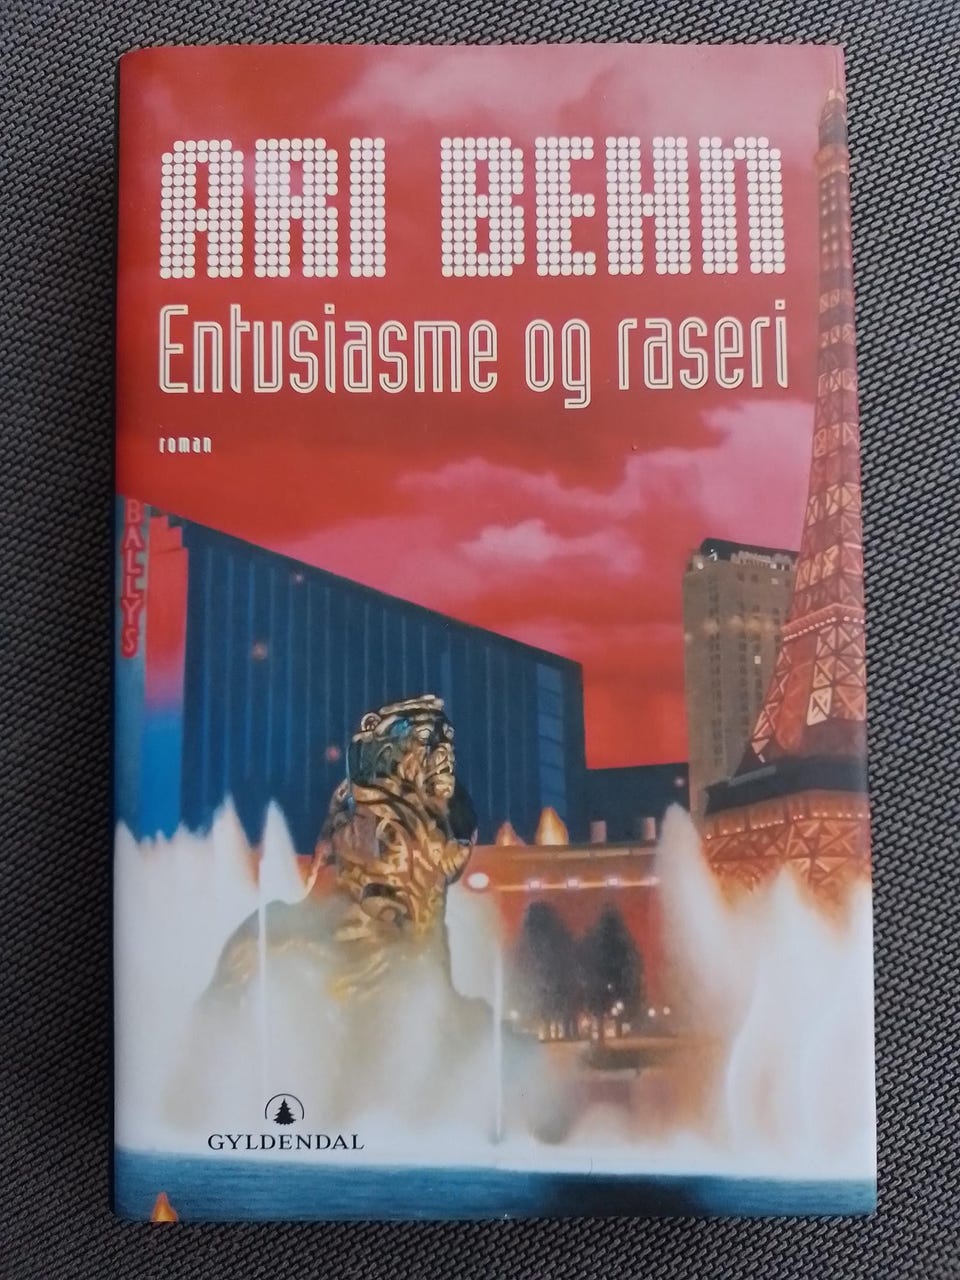 ARI BEHN
Entusiasme og raseri
roman
BALLYS
GYLDENDAL